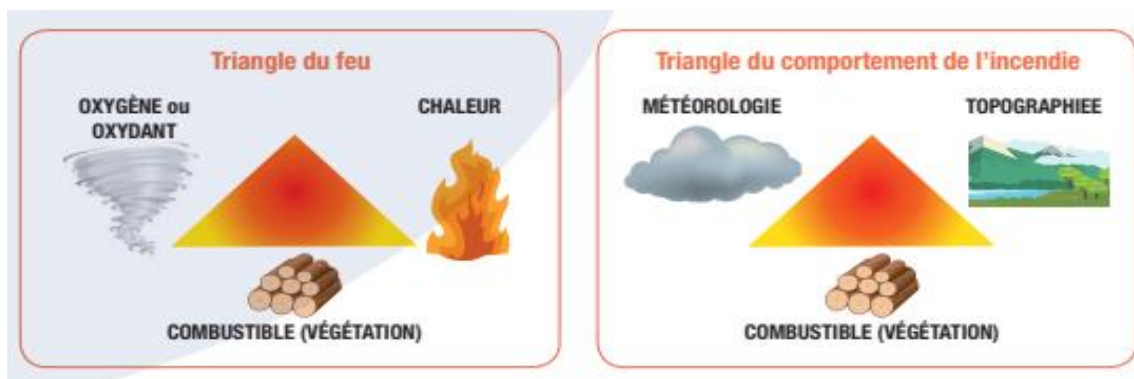 Triangle du feu
OXYGÈNE ou
OXYDANT
CHALEUR
COMBUSTIBLE (VÉGÉTATION)
Triangle du comportement de l'incendie
MÉTÉOROLOGIE
TOPOGRAPHIEE
COMBUSTIBLE (VÉGÉTATION)